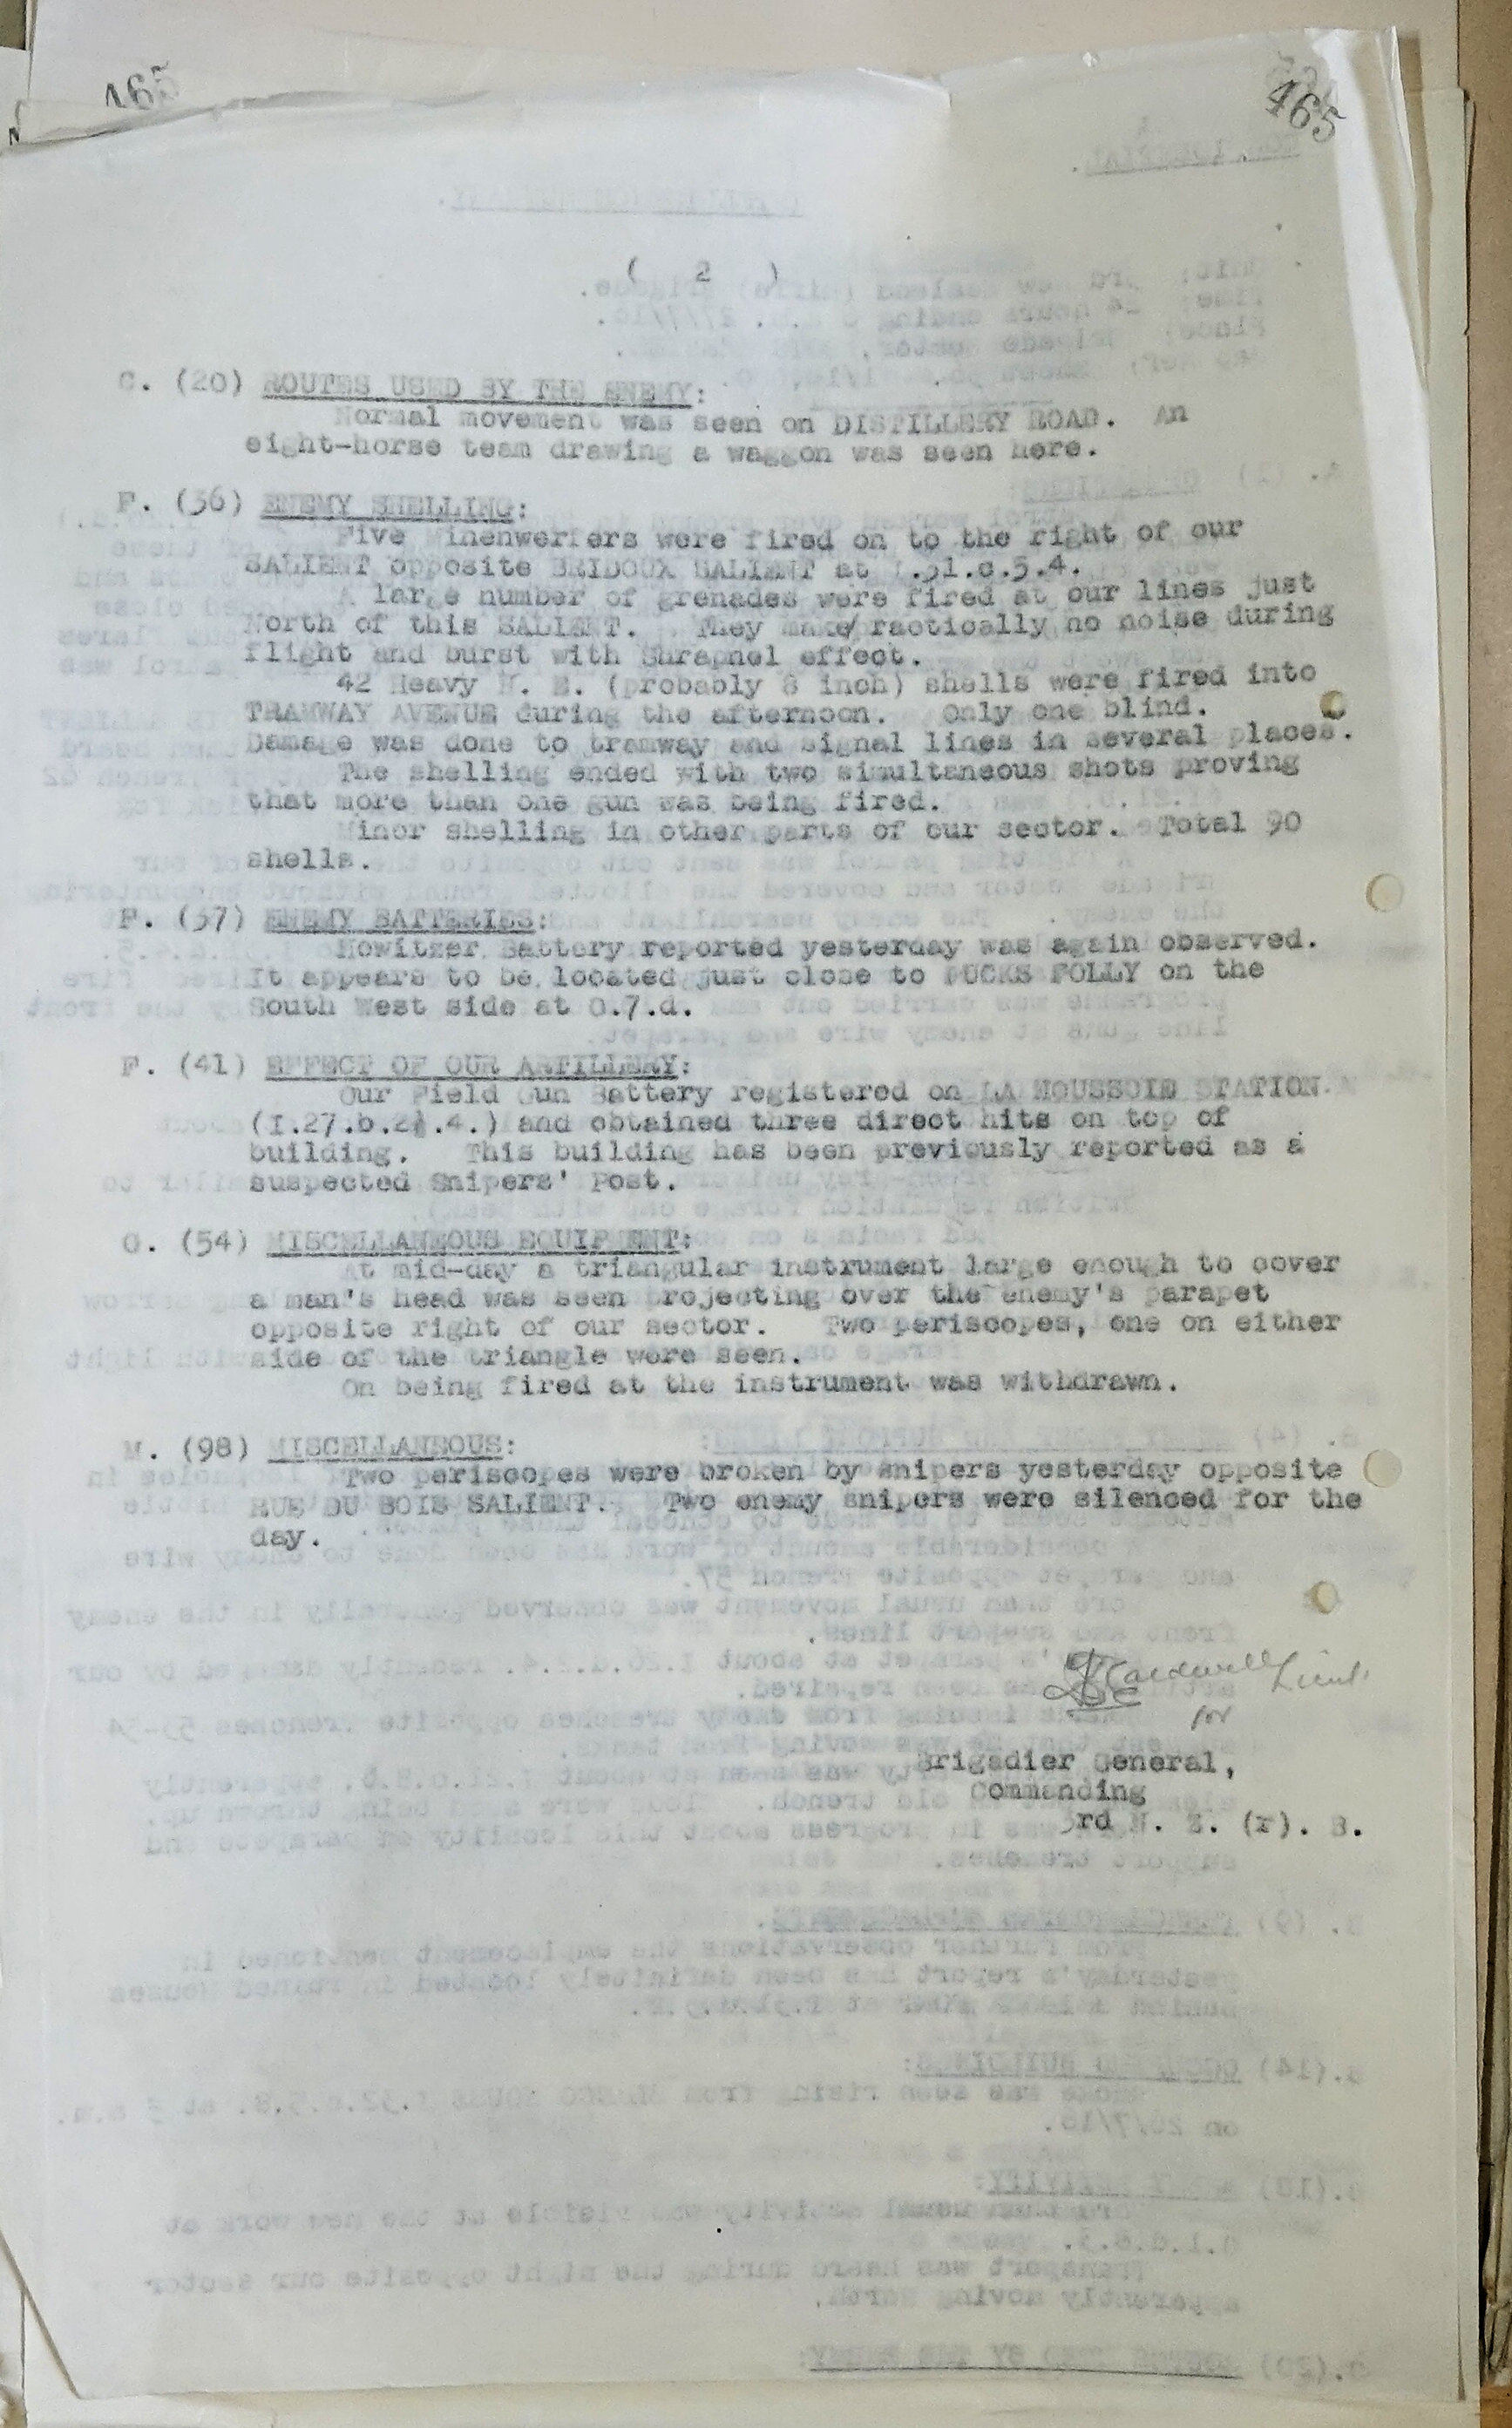 465
465
( 2 )
C. (20) ROUTES USED BY THE ENEMY:
Normal movement was seen on DISTILLERY ROAD. An
eight-horse team drawing a waggon was seen here.
F. (36) ENEMY SHELLING:
Five Minenwerfers were fired on to the right of our
SALIENT opposite BRIDOUX SALIENT at I.31.c.5.4.
A large number of grenades were fired at our lines just
North of this SALIENT. They make practically no noise during
flight and burst with Shrapnel effect.
42 Heavy H. E. (probably 8 inch) shells were fired into
TRAMWAY AVENUE during the afternoon. Only one blind.
Damage was done to tramway and signal lines in several places.
The shelling ended with two simultaneous shots proving
that more than one gun was being fired.
Minor shelling in other parts of our sector. Total 90
shells.
F. (37) ENEMY BATTERIES:
Howitzer Battery reported yesterday was again observed.
It appears to be located just close to PUCKS FOLLY on the
South West side at O.7.d.
F. (41) EFFECT OF OUR ARTILLERY:
Our Field Gun Battery registered on LA HOUSSOIE STATION
(I.27.b.2½.4.) and obtained three direct hits on top of
building. This building has been previously reported as a
suspected Snipers' Post.
G. (54) MISCELLANEOUS EQUIPMENT:
At mid-day a triangular instrument large enough to cover
a man's head was seen projecting over the enemy's parapet
opposite right of our sector. Two periscopes, one on either
side of the triangle were seen.
On being fired at the instrument was withdrawn.
M. (98) MISCELLANEOUS:
Two periscopes were broken by snipers yesterday opposite
RUE DU BOIS SALIENT. Two enemy snipers were silenced for the
day.
Cardwell Lieut.
for
Brigadier General,
Commanding
3rd N. Z. (r). B.